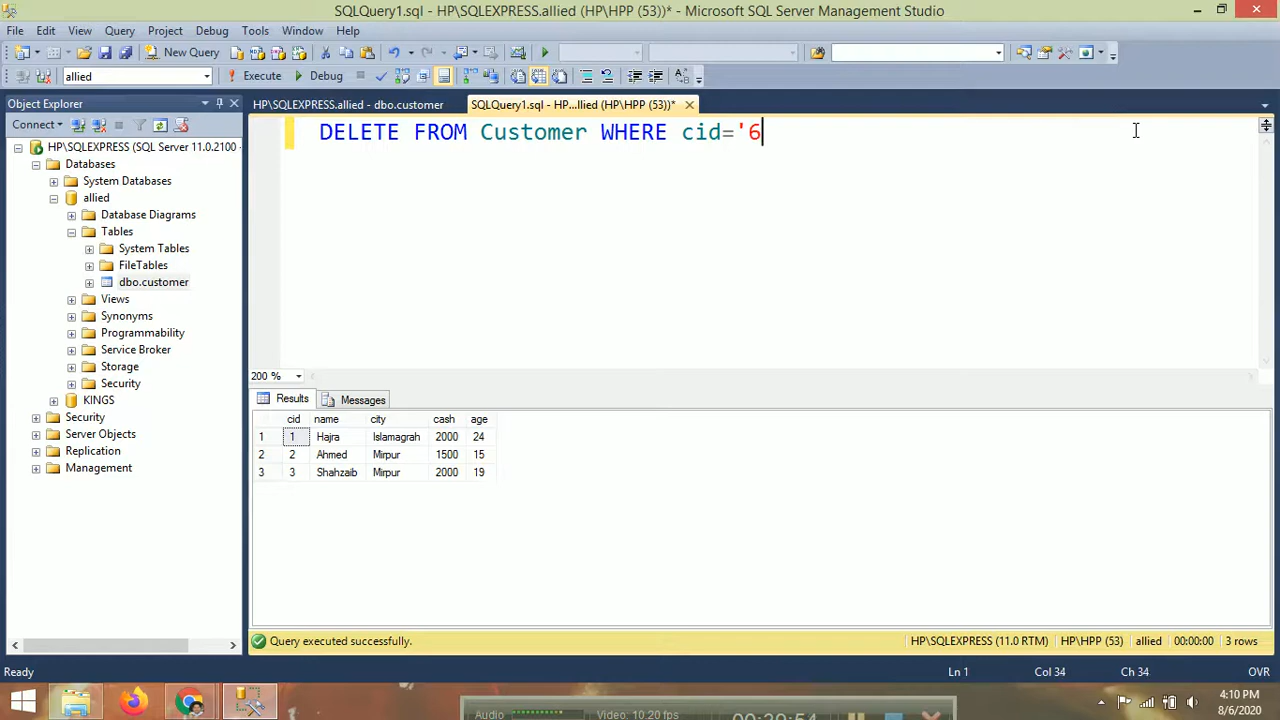 SQLQuery1.sql - HP\SQLEXPRESS.allied (HP\HPP (53))* - Microsoft SQL Server Management Studio
File Edit View Query Project Debug Tools Window Help
New Query
allied Execute Debug
Object Explorer
Connect
HP\SQLEXPRESS (SQL Server 11.0.2100 -
Databases
System Databases
allied
Database Diagrams
Tables
System Tables
FileTables
dbo.customer
Views
Synonyms
Programmability
Service Broker
Storage
Security
KINGS
Security
Server Objects
Replication
Management
HP\SQLEXPRESS.allied - dbo.customer SQLQuery1.sql - HP...llied (HP\HPP (53))*
DELETE FROM Customer WHERE cid='6
200 %
Results Messages
cid name city cash age
1 1 Hajra Islamagrah 2000 24
2 2 Ahmed Mirpur 1500 15
3 3 Shahzaib Mirpur 2000 19
Query executed successfully. HP\SQLEXPRESS (11.0 RTM) HP\HPP (53) allied 00:00:00 3 rows
Ready Ln 1 Col 34 Ch 34 OVR
Audio Video: 10.20 fps
4:10 PM
8/6/2020